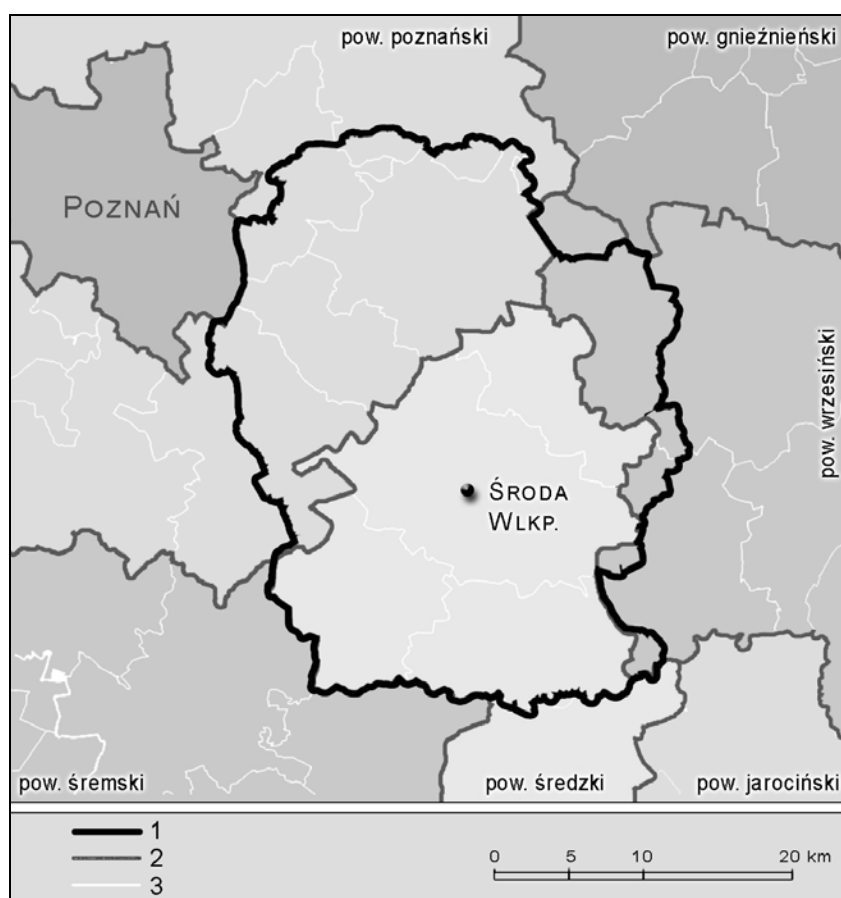 pow. poznański
pow. gnieźnieński
POZNAŃ
pow. wrzesiński
ŚRODA
WLKP.
pow. śremski
pow. średzki
pow. jarociński
1
2
3
0 5 10 20 km